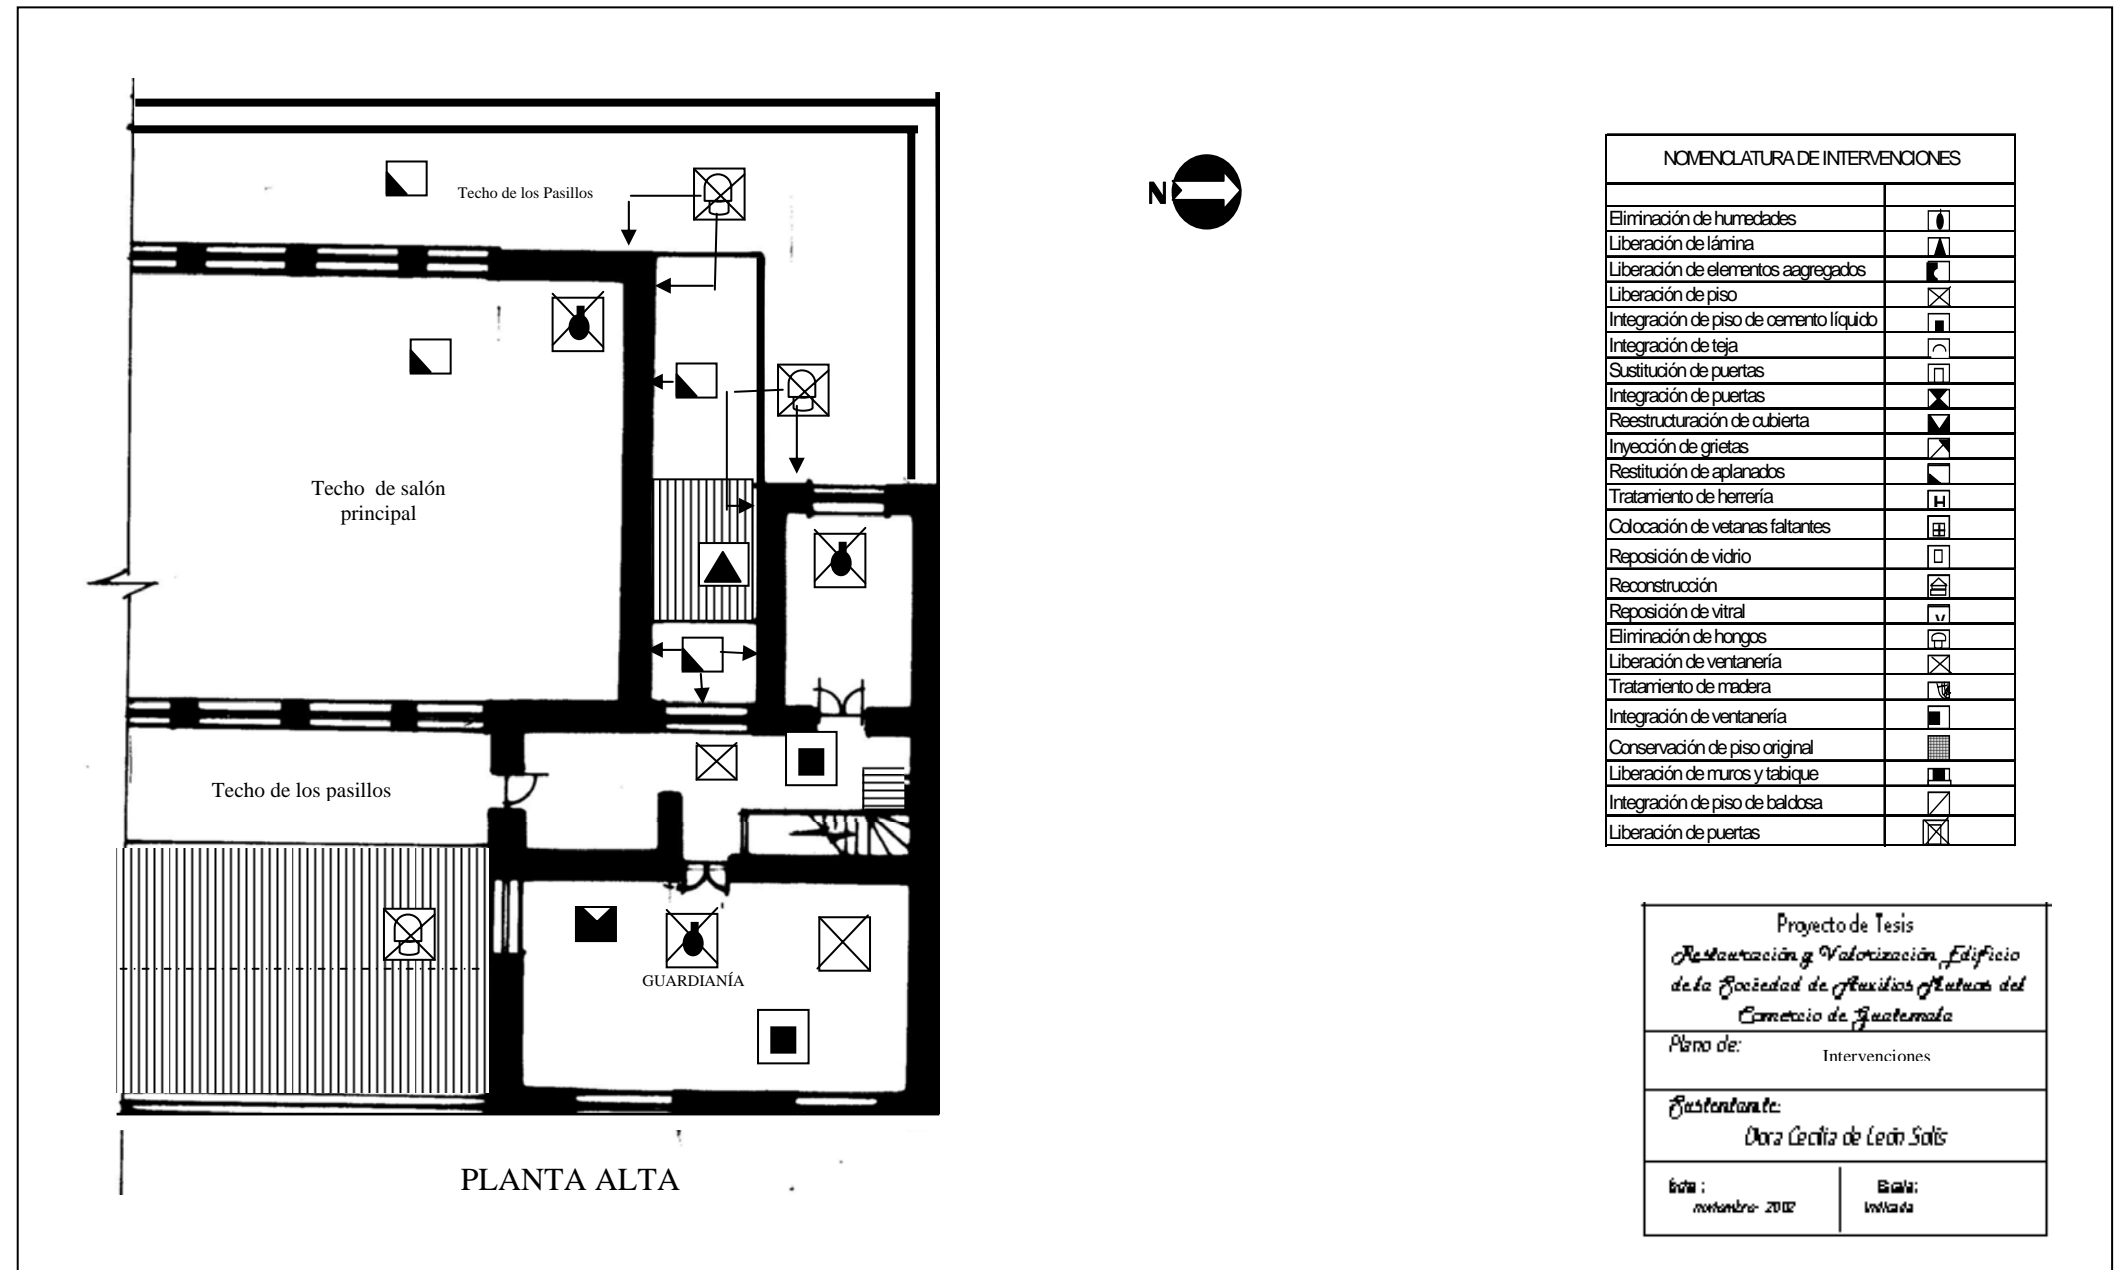 Techo de los Pasillos
N
Techo de salón
principal
Techo de los pasillos
GUARDIANÍA
PLANTA ALTA
NOMENCLATURA DE INTERVENCIONES
Eliminación de humedades
Liberación de lámina
Liberación de elementos aagregados
Liberación de piso
Integración de piso de cemento líquido
Integración de teja
Sustitución de puertas
Integración de puertas
Reestructuración de cubierta
Inyección de grietas
Restitución de aplanados
Tratamiento de herrería
H
Colocación de vetanas faltantes
Reposición de vidrio
Reconstrucción
Reposición de vitral
V
Eliminación de hongos
Liberación de ventanería
Tratamiento de madera
Integración de ventanería
Conservación de piso original
Liberación de muros y tabique
Integración de piso de baldosa
Liberación de puertas
Proyecto de Tesis
Restauración y Valorización Edificio
de la Sociedad de Auxilios Mutuos del
Comercio de Guatemala
Plano de:
Intervenciones
Sustentante:
Dora Cecilia de León Solís
fecha :
noviembre- 2002
Escala:
Indicada